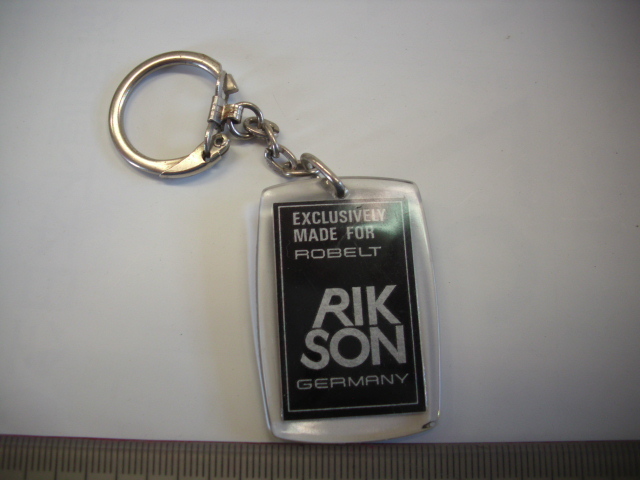 EXCLUSIVELY
MADE FOR
ROBELT
RIK
SON
GERMANY